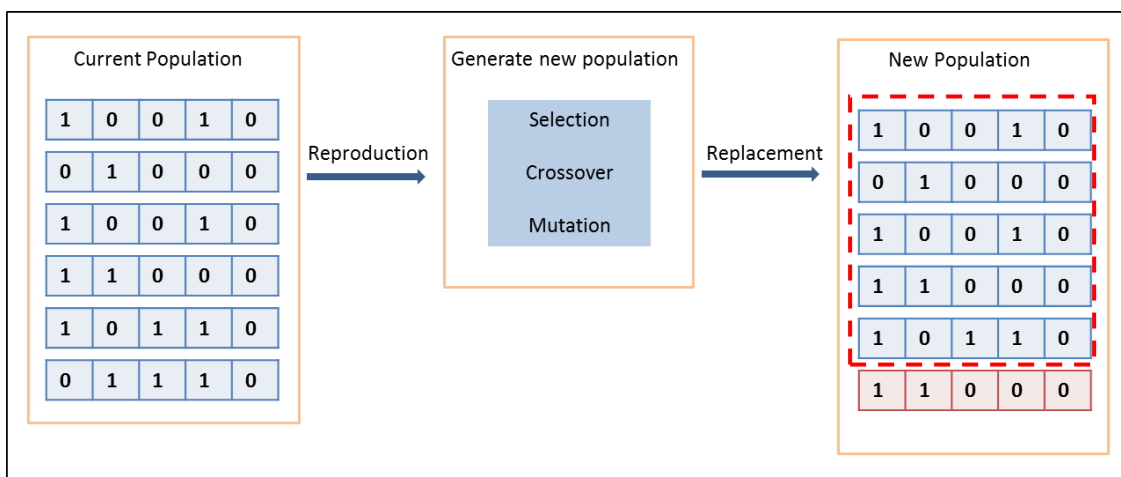 Current Population
1 0 0 1 0
0 1 0 0 0
1 0 0 1 0
1 1 0 0 0
1 0 1 1 0
0 1 1 1 0
Reproduction
Generate new population
Selection
Crossover
Mutation
Replacement
New Population
1 0 0 1 0
0 1 0 0 0
1 0 0 1 0
1 1 0 0 0
1 0 1 1 0
1 1 0 0 0